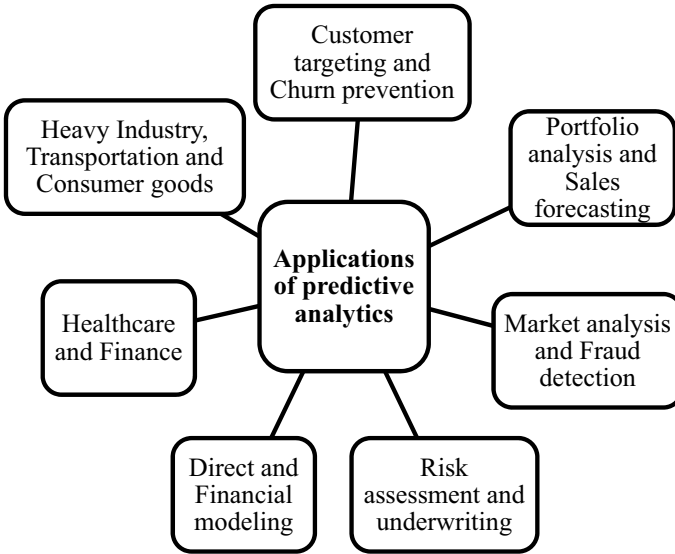 Customer
targeting and
Churn prevention
Heavy Industry,
Transportation and
Consumer goods
Portfolio
analysis and
Sales
forecasting
Applications
of predictive
analytics
Healthcare
and Finance
Market analysis
and Fraud
detection
Direct and
Financial
modeling
Risk
assessment and
underwriting